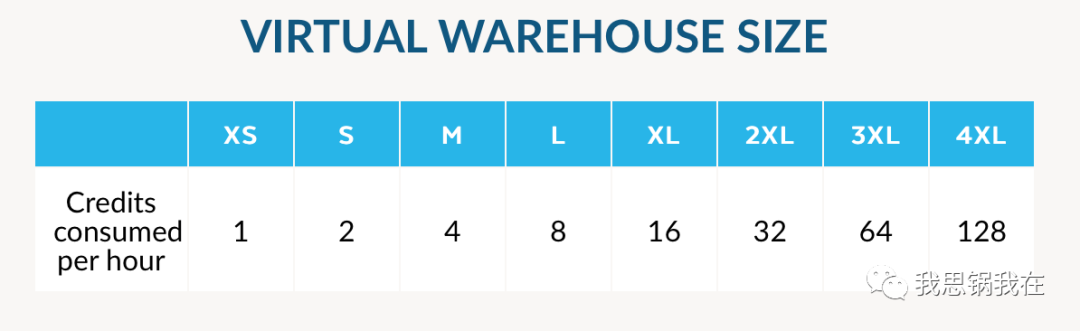 VIRTUAL WAREHOUSE SIZE
XS S M L XL 2XL 3XL 4XL
Credits
consumed
per hour
1 2 4 8 16 32 64 128
我思锅我在